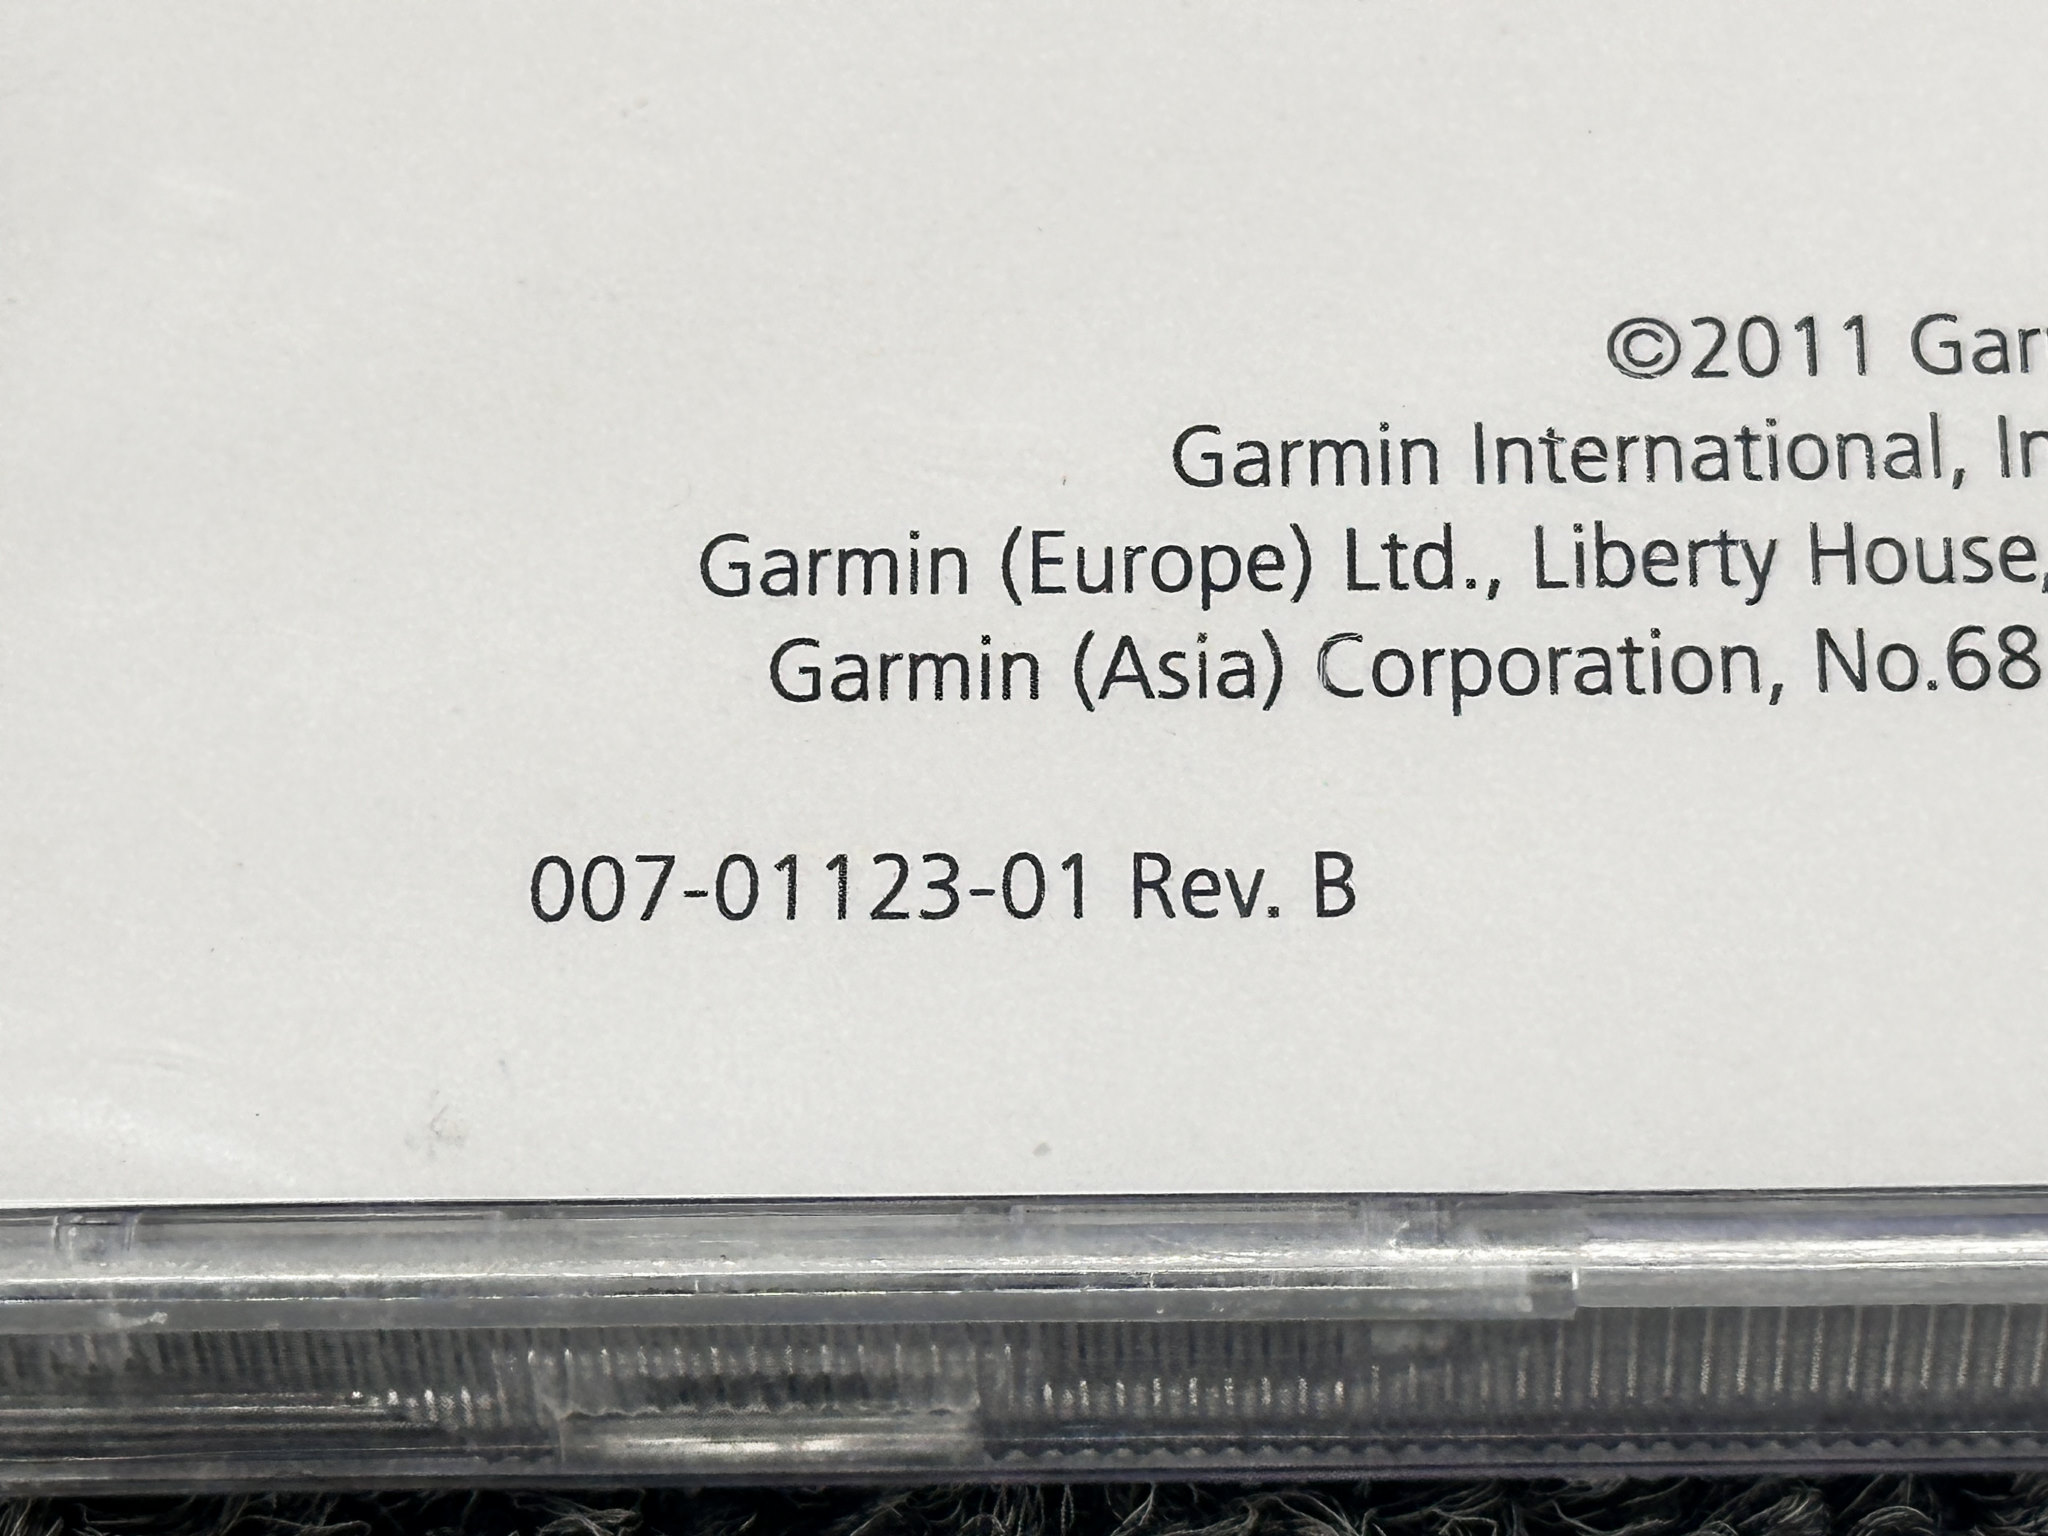 ©2011 Gar
Garmin International, In
Garmin (Europe) Ltd., Liberty House,
Garmin (Asia) Corporation, No.68
007-01123-01 Rev. B